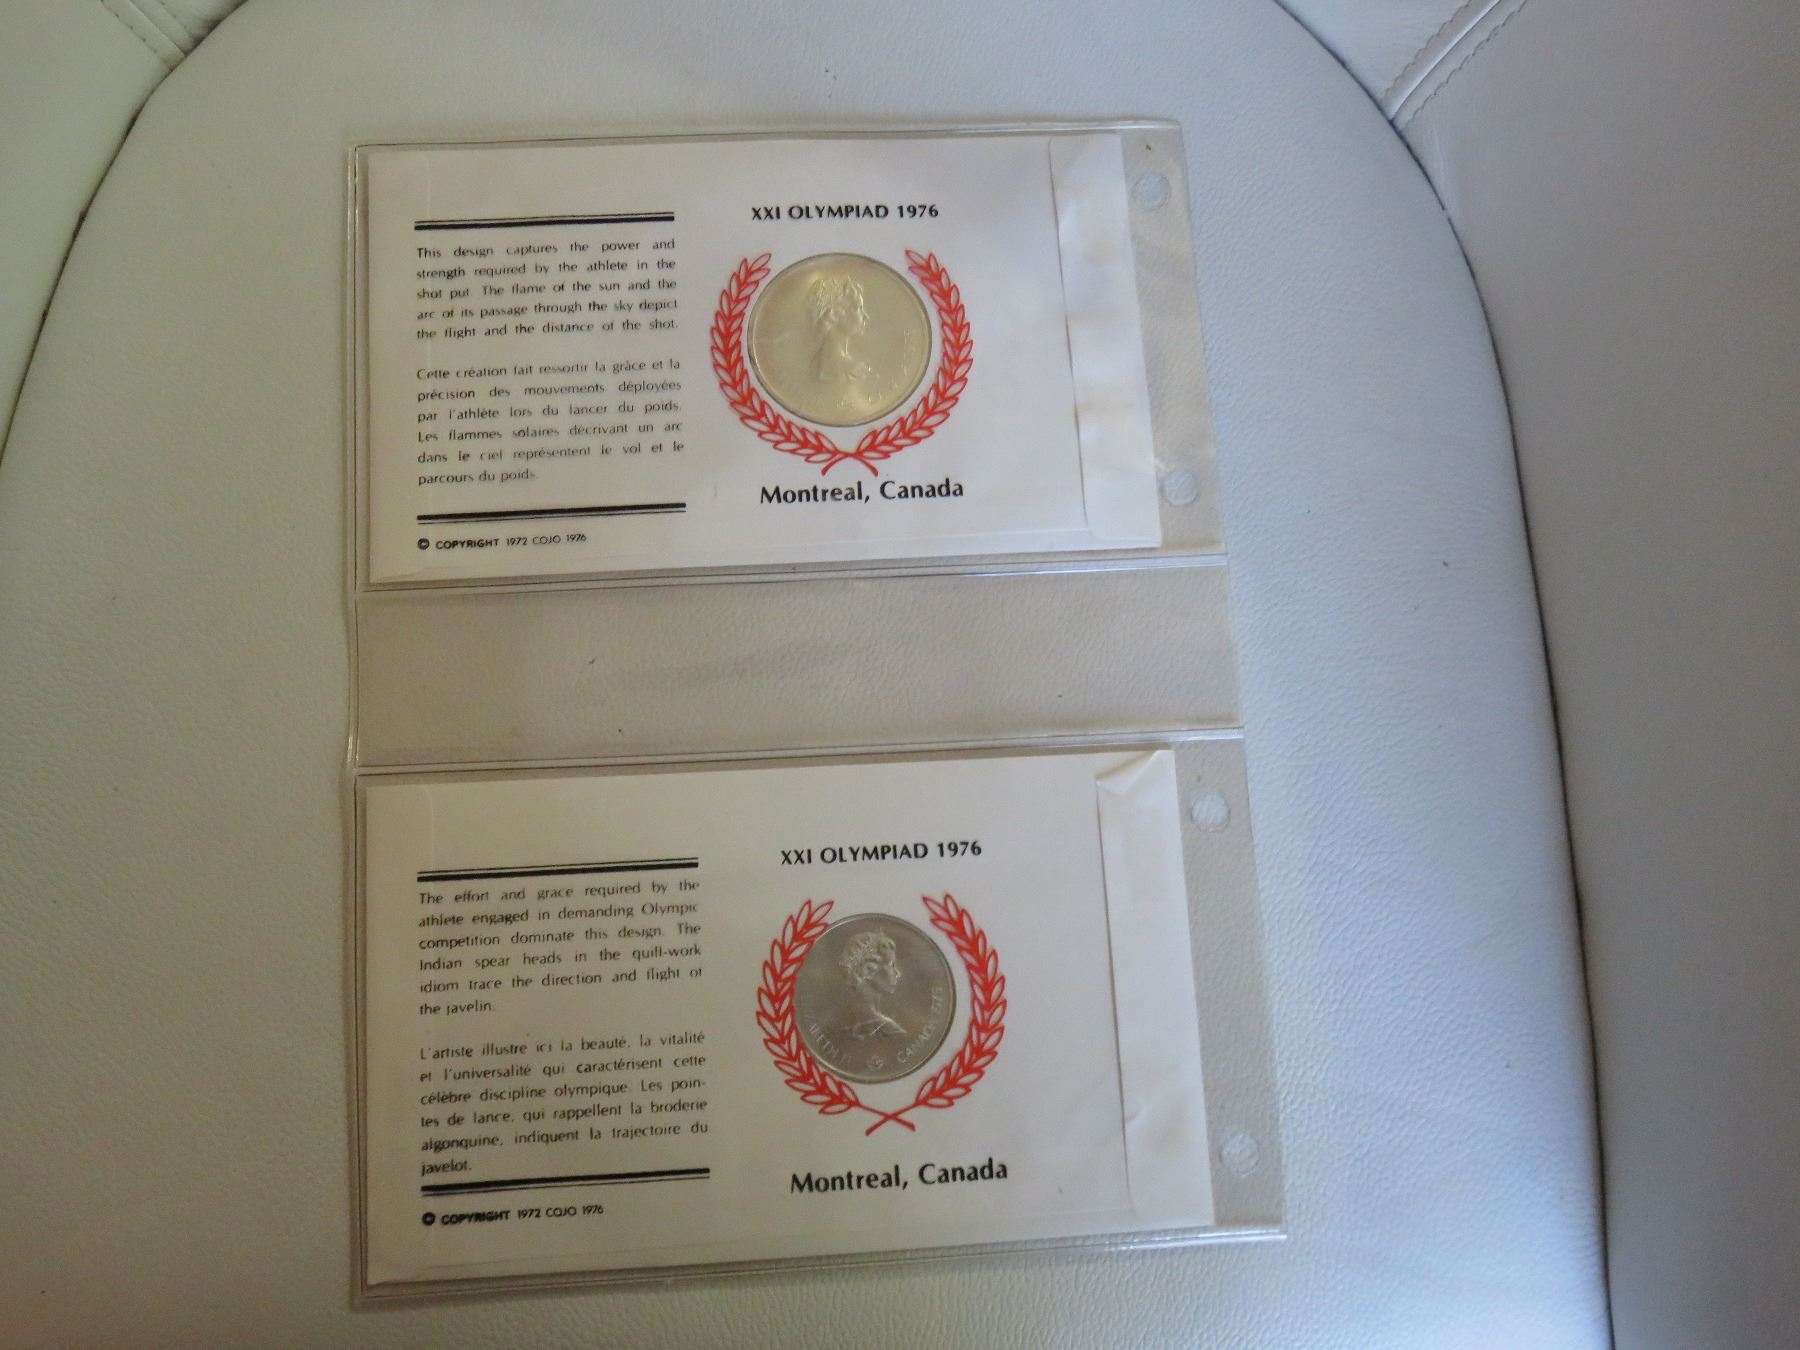 This design captures the power and
strength required by the athlete in the
shot put. The flame of the sun and the
arc of its passage through the sky depict
the flight and the distance of the shot.
Cette création fait ressortir la grâce et la
précision des mouvements déployées
par l'athlète lors du lancer du poids.
Les flammes solaires décrivant un arc
dans le ciel représentent le vol et le
parcours du poids.
© COPYRIGHT 1972 COJO 1976
XXI OLYMPIAD 1976
Montreal, Canada
The effort and grace required by the
athlete engaged in demanding Olympic
competition dominate this design. The
Indian spear heads in the quill-work
idiom trace the direction and flight of
the javelin.
L'artiste illustre ici la beauté, la vitalité
et l'universalité qui caractérisent cette
célèbre discipline olympique. Les poin-
tes de lance, qui rappellent la broderie
algonquine, indiquent la trajectoire du
javelot.
© COPYRIGHT 1972 COJO 1976
XXI OLYMPIAD 1976
CANADA 1975
Montreal, Canada